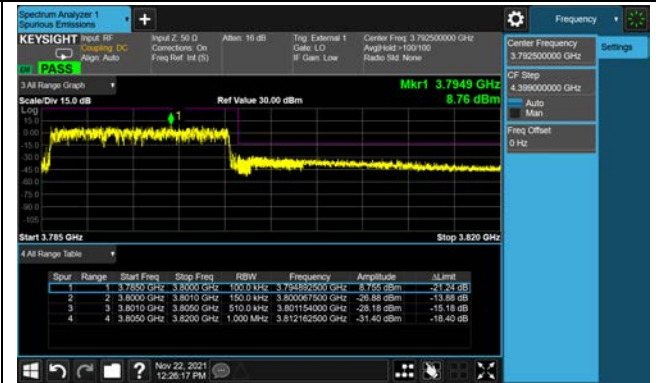 Spectrum Analyzer 1
Spurious Emissions
Frequency
KEYSIGHT Input: RF
Coupling: DC
Align: Auto
Input Z: 50 Ω
Corrections: On
Freq Ref: Int (S)
Atten: 16 dB
Trig: External 1
Gate: LO
IF Gain: Low
Center Freq: 3.792500000 GHz
Avg|Hold:>100/100
Radio Std: None
PASS
Center Frequency
3.792500000 GHz
Settings
CF Step
4.399000000 GHz
Auto
Man
Freq Offset
0 Hz
3 All Range Graph
Mkr1 3.7949 GHz
Scale/Div 15.0 dB
Ref Value 30.00 dBm
8.76 dBm
Log
15.0
0.00
-15.0
-30.0
-45.0
-60.0
-75.0
-90.0
-105
1
Start 3.785 GHz
Stop 3.820 GHz
4 All Range Table
Spur Range Start Freq Stop Freq RBW Frequency Amplitude ΔLimit
1 1 3.7850 GHz 3.8000 GHz 100.0 kHz 3.794892500 GHz 8.755 dBm -21.24 dB
2 2 3.8000 GHz 3.8010 GHz 150.0 kHz 3.800067500 GHz -26.88 dBm -13.88 dB
3 3 3.8010 GHz 3.8050 GHz 510.0 kHz 3.801154000 GHz -28.18 dBm -15.18 dB
4 4 3.8050 GHz 3.8200 GHz 1.000 MHz 3.812162500 GHz -31.40 dBm -18.40 dB
Nov 22, 2021
12:26:17 PM